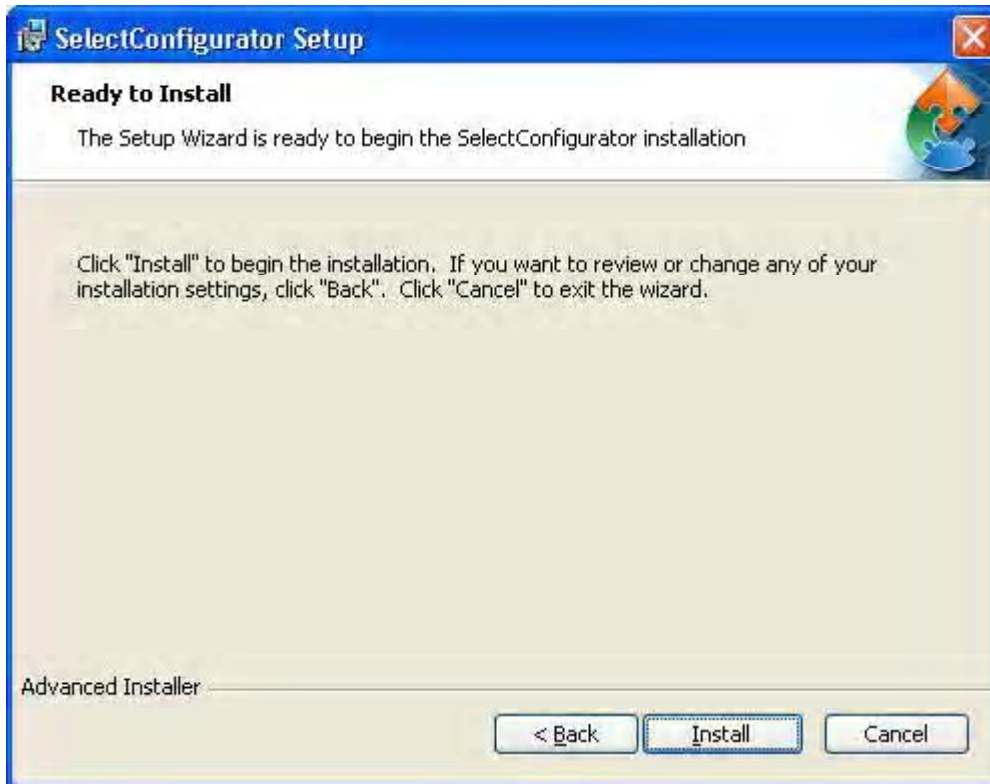 SelectConfigurator Setup
Ready to Install
The Setup Wizard is ready to begin the SelectConfigurator installation
Click "Install" to begin the installation.  If you want to review or change any of your
installation settings, click "Back".  Click "Cancel" to exit the wizard.
Advanced Installer
< Back
Install
Cancel